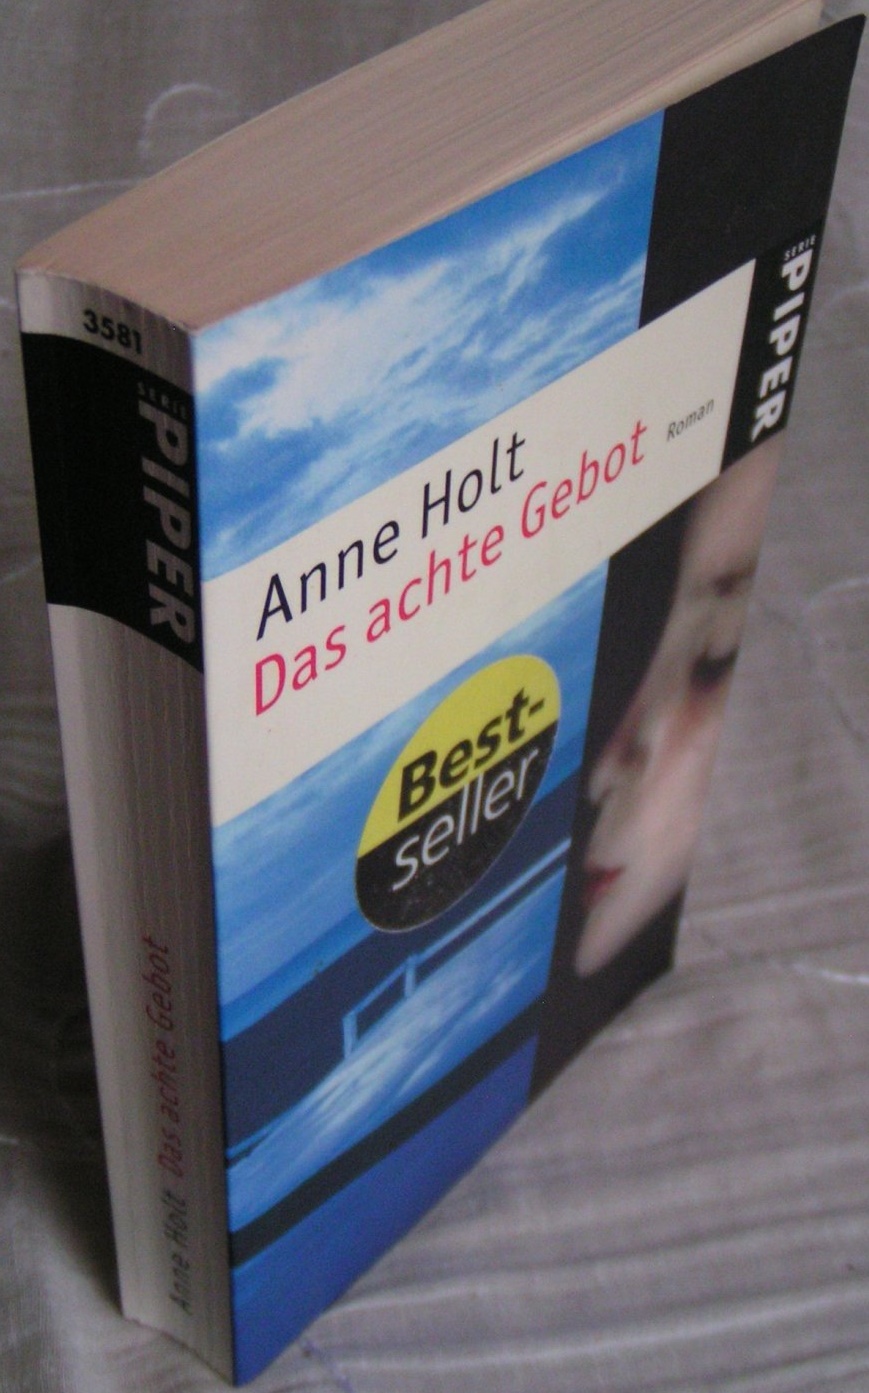 3581
SERIE
PIPER
Anne Holt Das achte Gebot
SERIE
PIPER
Anne Holt
Das achte Gebot
Roman
Best-
seller